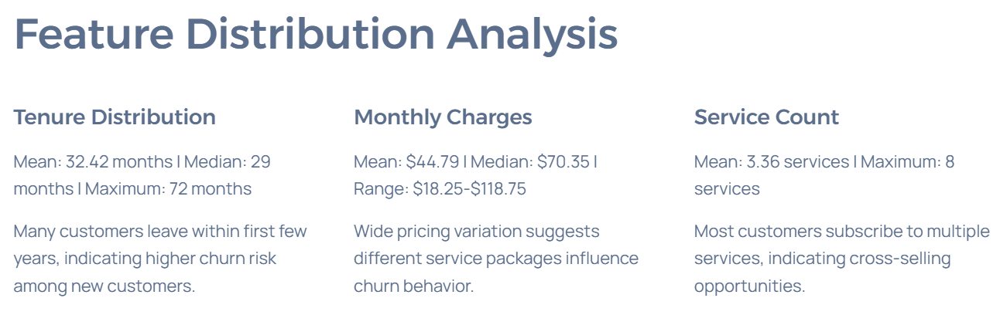 Feature Distribution Analysis
Tenure Distribution
Mean: 32.42 months | Median: 29
months | Maximum: 72 months
Many customers leave within first few
years, indicating higher churn risk
among new customers.
Monthly Charges
Mean: $44.79 | Median: $70.35 |
Range: $18.25-$118.75
Wide pricing variation suggests
different service packages influence
churn behavior.
Service Count
Mean: 3.36 services | Maximum: 8
services
Most customers subscribe to multiple
services, indicating cross-selling
opportunities.